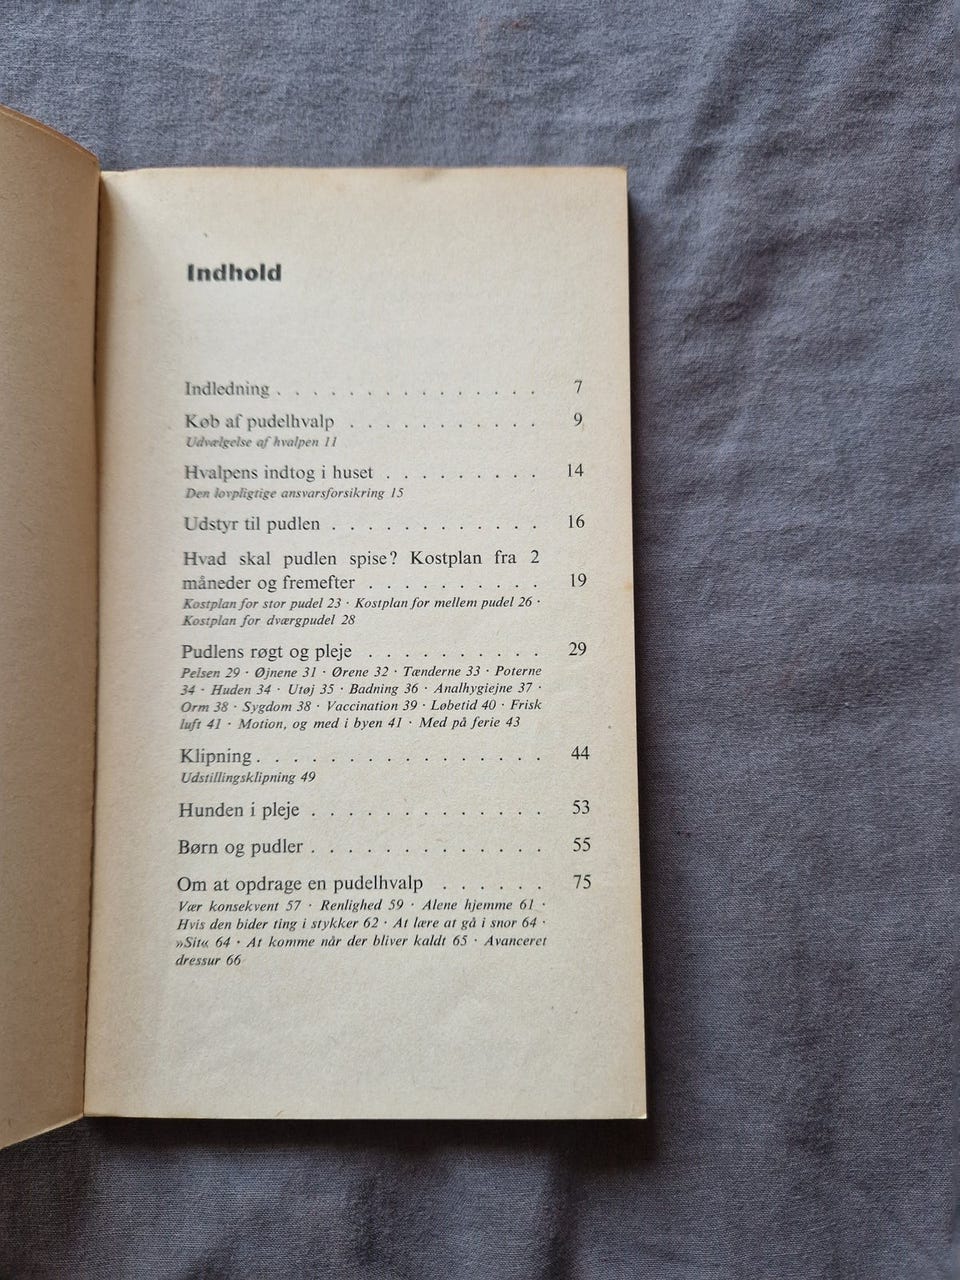 Indhold
Indledning . . . . . . . . . . . . . . . 7
Køb af pudelhvalp . . . . . . . . . . . 9
Udvælgelse af hvalpen 11
Hvalpens indtog i huset . . . . . . . . . 14
Den lovpligtige ansvarsforsikring 15
Udstyr til pudlen . . . . . . . . . . . . 16
Hvad skal pudlen spise? Kostplan fra 2
måneder og fremefter . . . . . . . . . . 19
Kostplan for stor pudel 23 · Kostplan for mellem pudel 26 ·
Kostplan for dværgpudel 28
Pudlens røgt og pleje . . . . . . . . . . 29
Pelsen 29 · Øjnene 31 · Ørene 32 · Tænderne 33 · Poterne
34 · Huden 34 · Utøj 35 · Badning 36 · Analhygiejne 37 ·
Orm 38 · Sygdom 38 · Vaccination 39 · Løbetid 40 · Frisk
luft 41 · Motion, og med i byen 41 · Med på ferie 43
Klipning . . . . . . . . . . . . . . . . 44
Udstillingsklipning 49
Hunden i pleje . . . . . . . . . . . . . 53
Børn og pudler . . . . . . . . . . . . . 55
Om at opdrage en pudelhvalp . . . . . . 75
Vær konsekvent 57 · Renlighed 59 · Alene hjemme 61 ·
Hvis den bider ting i stykker 62 · At lære at gå i snor 64 ·
»Sit« 64 · At komme når der bliver kaldt 65 · Avanceret
dressur 66